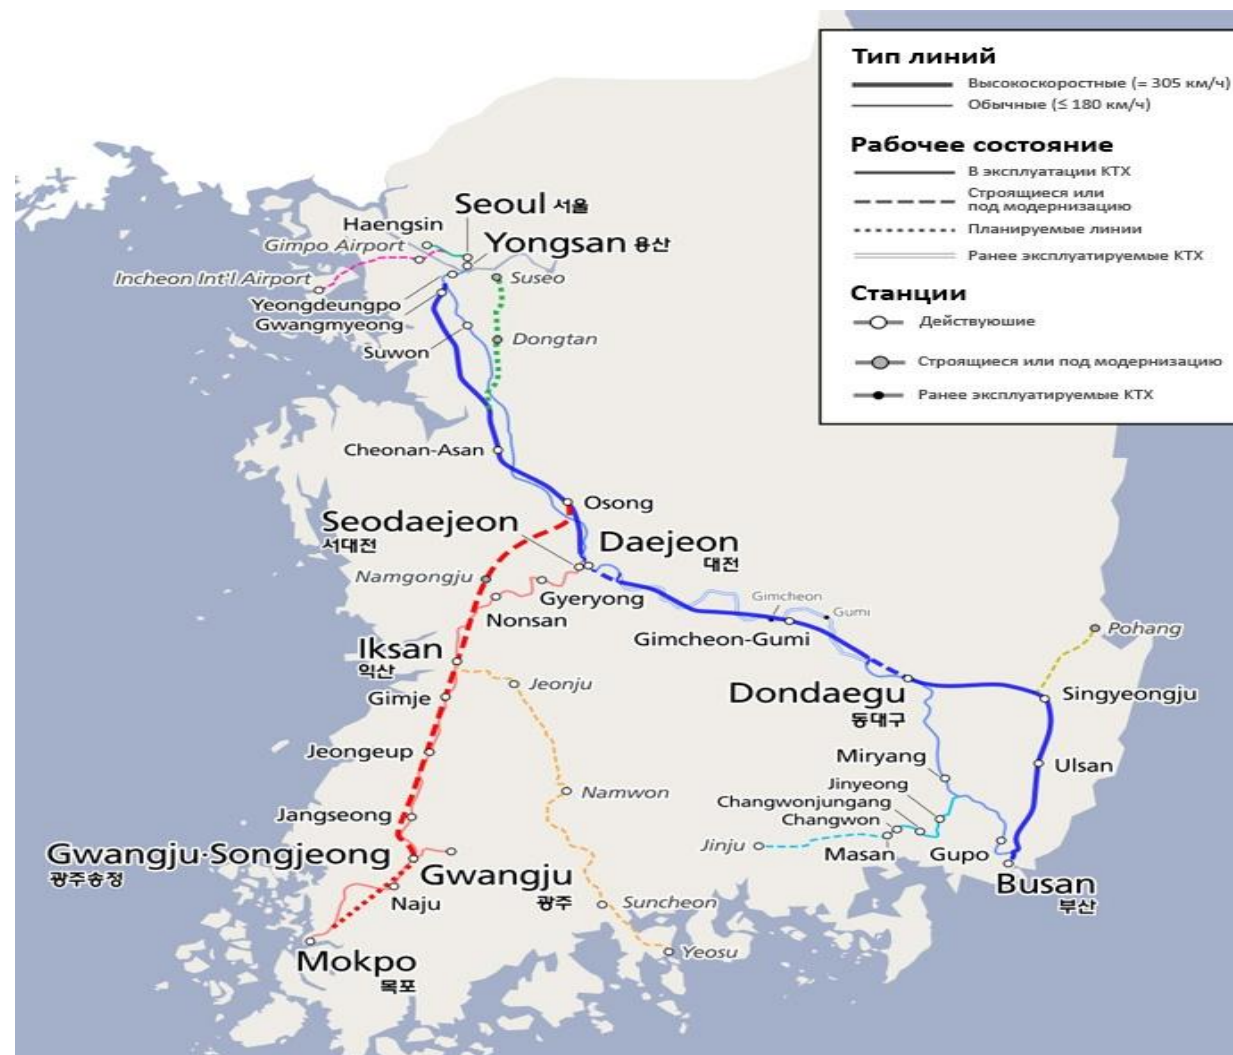 Тип линий
Высокоскоростные (= 305 км/ч)
Обычные (≤ 180 км/ч)
Рабочее состояние
В эксплуатации КТХ
Строящиеся или
под модернизацию
Планируемые линии
Ранее эксплуатируемые КТХ
Станции
Действуюшие
Строящиеся или под модернизацию
Ранее эксплуатируемые КТХ
Seoul 서울
Haengsin
Gimpo Airport
Yongsan 용산
Incheon Int'l Airport
Suseo
Yeongdeungpo
Gwangmyeong
Suwon
Dongtan
Cheonan-Asan
Osong
Seodaejeon
서대전
Daejeon
대전
Namgongju
Gyeryong
Nonsan
Gimcheon
Gumi
Gimcheon-Gumi
Pohang
Iksan
익산
Jeonju
Gimje
Dondaegu
동대구
Singyeongju
Jeongeup
Miryang
Ulsan
Jinyeong
Namwon
Changwonjungang
Jangseong
Changwon
Jinju
Masan
Gupo
Gwangju·Songjeong
광주송정
Gwangju
광주
Busan
부산
Naju
Suncheon
Mokpo
목포
Yeosu